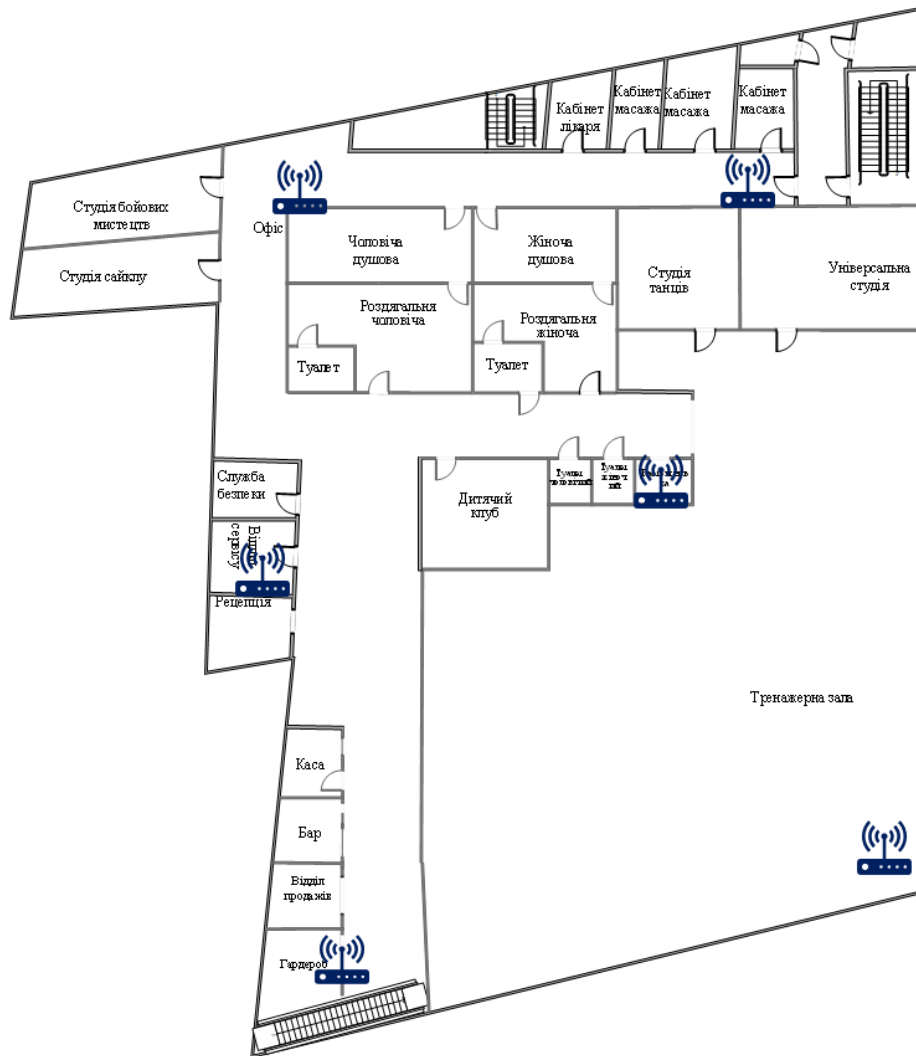 Кабінет
масажа
Кабінет
масажа
Кабінет
масажа
Кабінет
лікаря
Студія бойових
мистецтв
Офіс
Чоловіча
душова
Жіноча
душова
Студія
танців
Універсальна
студія
Студія сайклу
Роздягальня
чоловіча
Роздягальня
жіноча
Туалет
Туалет
Служба
безпеки
Дитячий
клуб
Туалет
сервісу
Рецепція
Тренажерна зала
Каса
Бар
Відділ
продажів
Гардероб